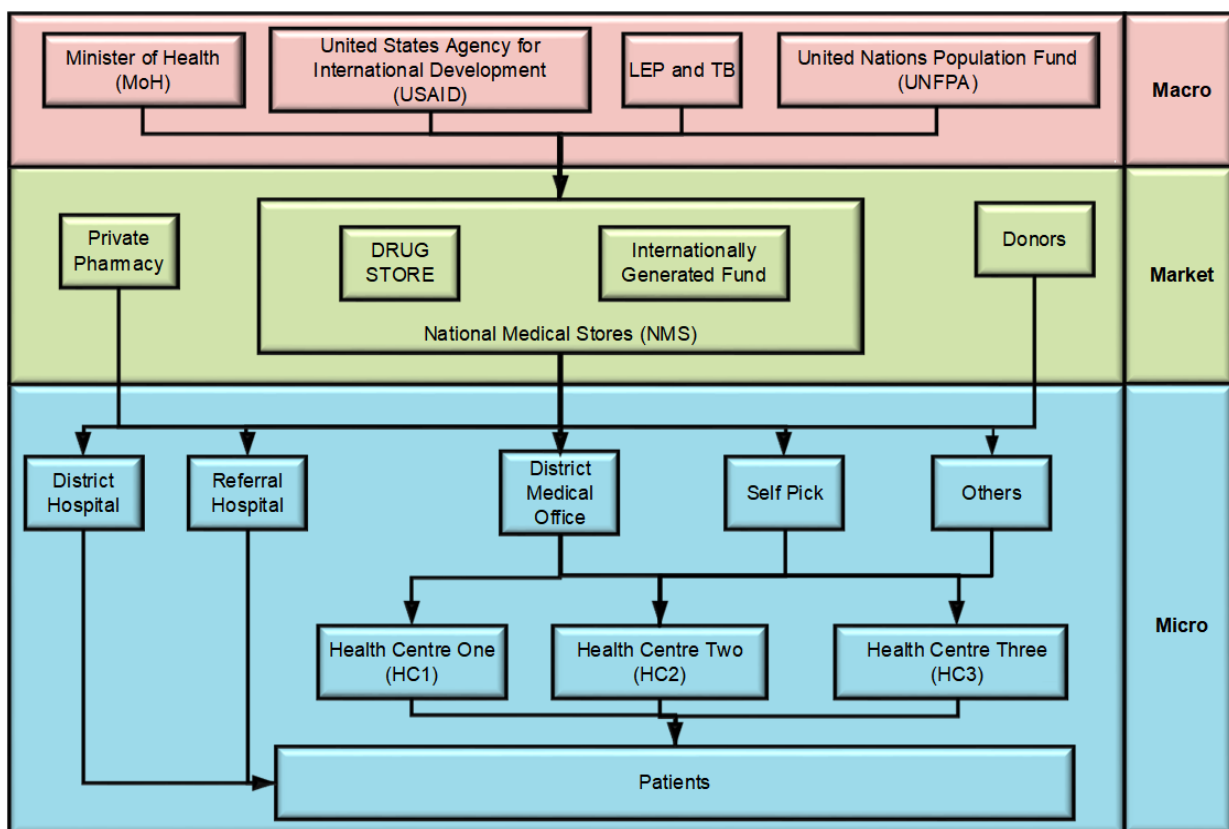 Minister of Health
(MoH)
United States Agency for
International Development
(USAID)
LEP and TB
United Nations Population Fund
(UNFPA)
Macro
Private
Pharmacy
DRUG
STORE
Internationally
Generated Fund
National Medical Stores (NMS)
Donors
Market
District
Hospital
Referral
Hospital
District
Medical
Office
Self Pick
Others
Health Centre One
(HC1)
Health Centre Two
(HC2)
Health Centre Three
(HC3)
Micro
Patients